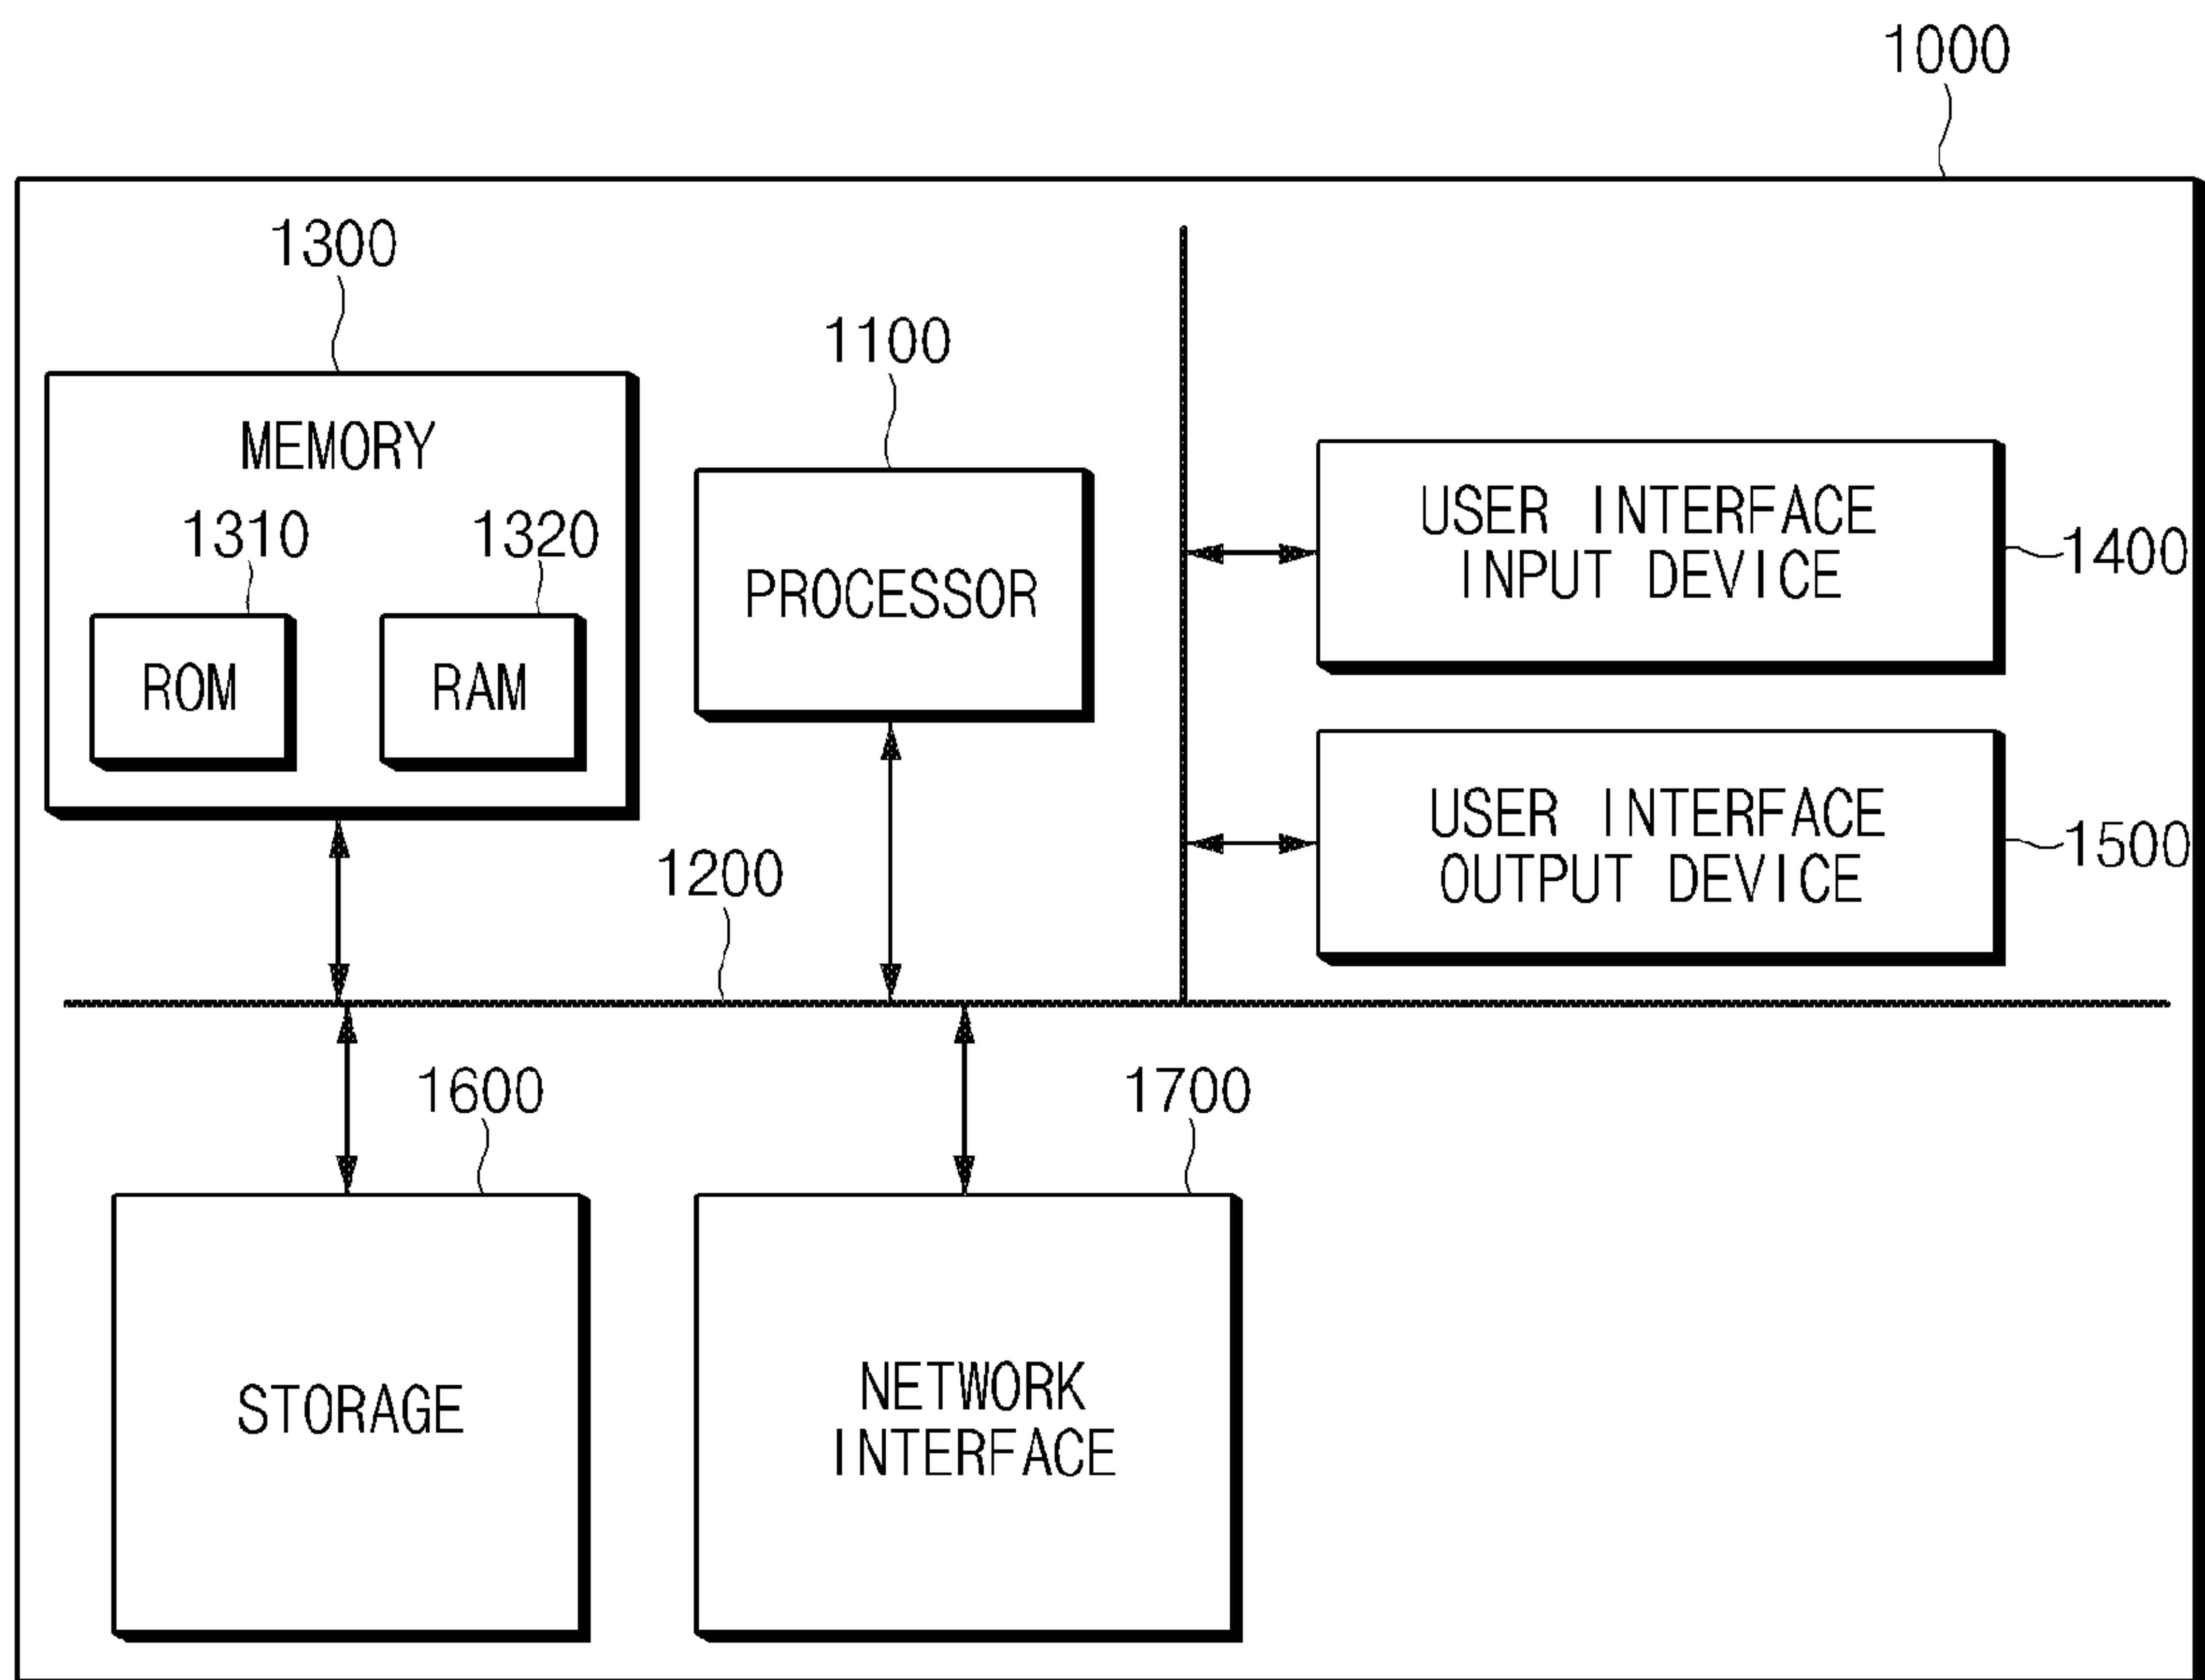 1000
1300
1100
MEMORY
1310
1320
ROM
RAM
PROCESSOR
USER INTERFACE
INPUT DEVICE
1400
USER INTERFACE
OUTPUT DEVICE
1500
1200
1600
1700
STORAGE
NETWORK
INTERFACE